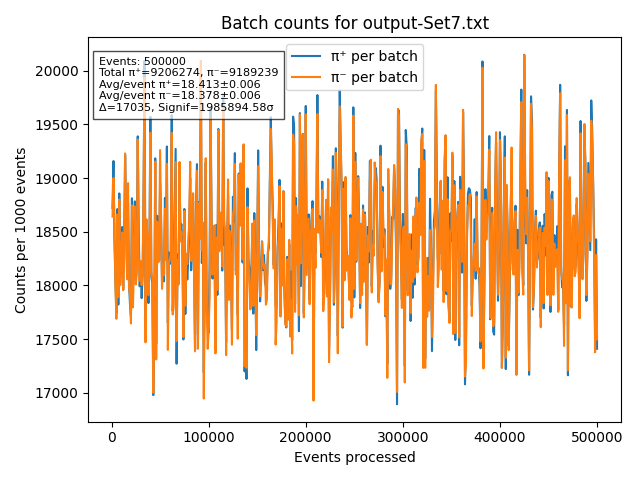 Batch counts for output-Set7.txt
Events: 500000
Total π⁺=9206274, π⁻=9189239
Avg/event π⁺=18.413±0.006
Avg/event π⁻=18.378±0.006
Δ=17035, Signif=1985894.58σ
π⁺ per batch
π⁻ per batch
Counts per 1000 events
20000
19500
19000
18500
18000
17500
17000
0
100000
200000
300000
400000
500000
Events processed